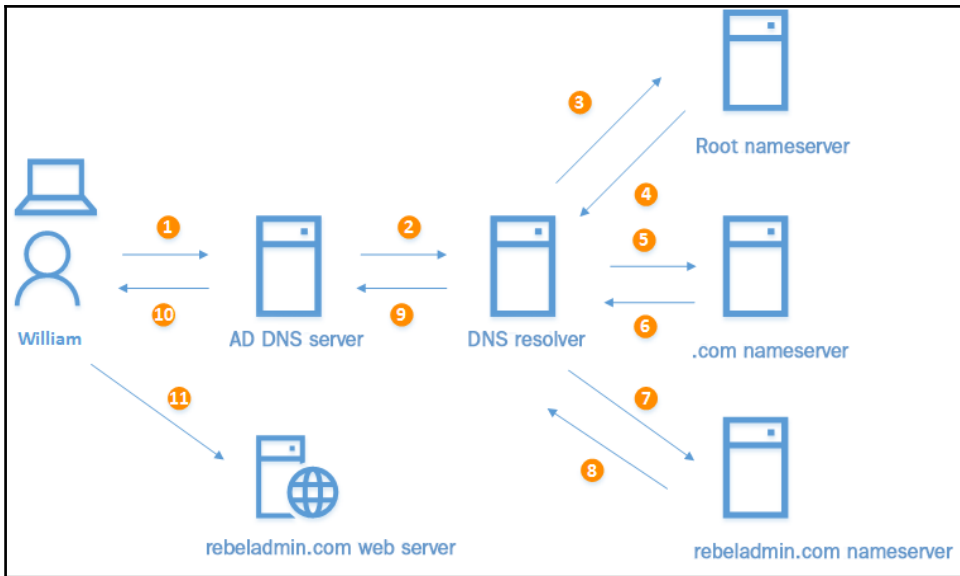 Root nameserver
3
4
1
2
5
10
9
6
William
AD DNS server
DNS resolver
.com nameserver
11
7
8
rebeladmin.com web server
rebeladmin.com nameserver